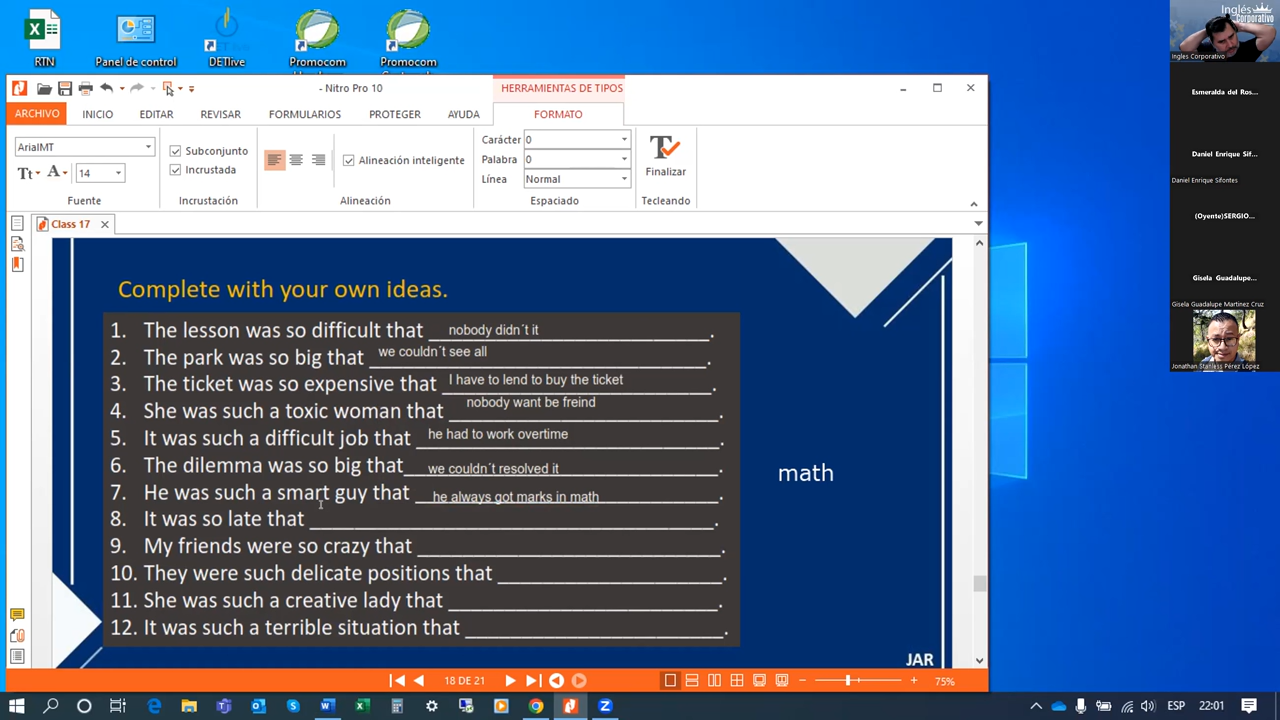 RTN
Panel de control
DETlive
Promocom
Promocom
- Nitro Pro 10
HERRAMIENTAS DE TIPOS
ARCHIVO INICIO EDITAR REVISAR FORMULARIOS PROTEGER AYUDA FORMATO
ArialMT
14
Fuente
Subconjunto
Incrustada
Incrustación
Alineación inteligente
Alineación
Carácter 0
Palabra 0
Línea Normal
Espaciado
Finalizar
Tecleando
Class 17
Complete with your own ideas.
1. The lesson was so difficult that nobody didn´t it.
2. The park was so big that we couldn´t see all.
3. The ticket was so expensive that I have to lend to buy the ticket.
4. She was such a toxic woman that nobody want be freind.
5. It was such a difficult job that he had to work overtime.
6. The dilemma was so big that we couldn´t resolved it.
7. He was such a smart guy that he always got marks in math.
8. It was so late that ____.
9. My friends were so crazy that ____.
10. They were such delicate positions that ____.
11. She was such a creative lady that ____.
12. It was such a terrible situation that ____.
math
JAR
18 DE 21
75%
ESP 22:01
Inglés
Corporativo
Ingles Corporativo
Esmeralda del Ros...
Daniel Enrique Sif...
Daniel Enrique Sifontes
(Oyente)SERGIO...
Gisela Guadalupe...
Gisela Guadalupe Martinez Cruz
Jonathan Stanless Pérez López